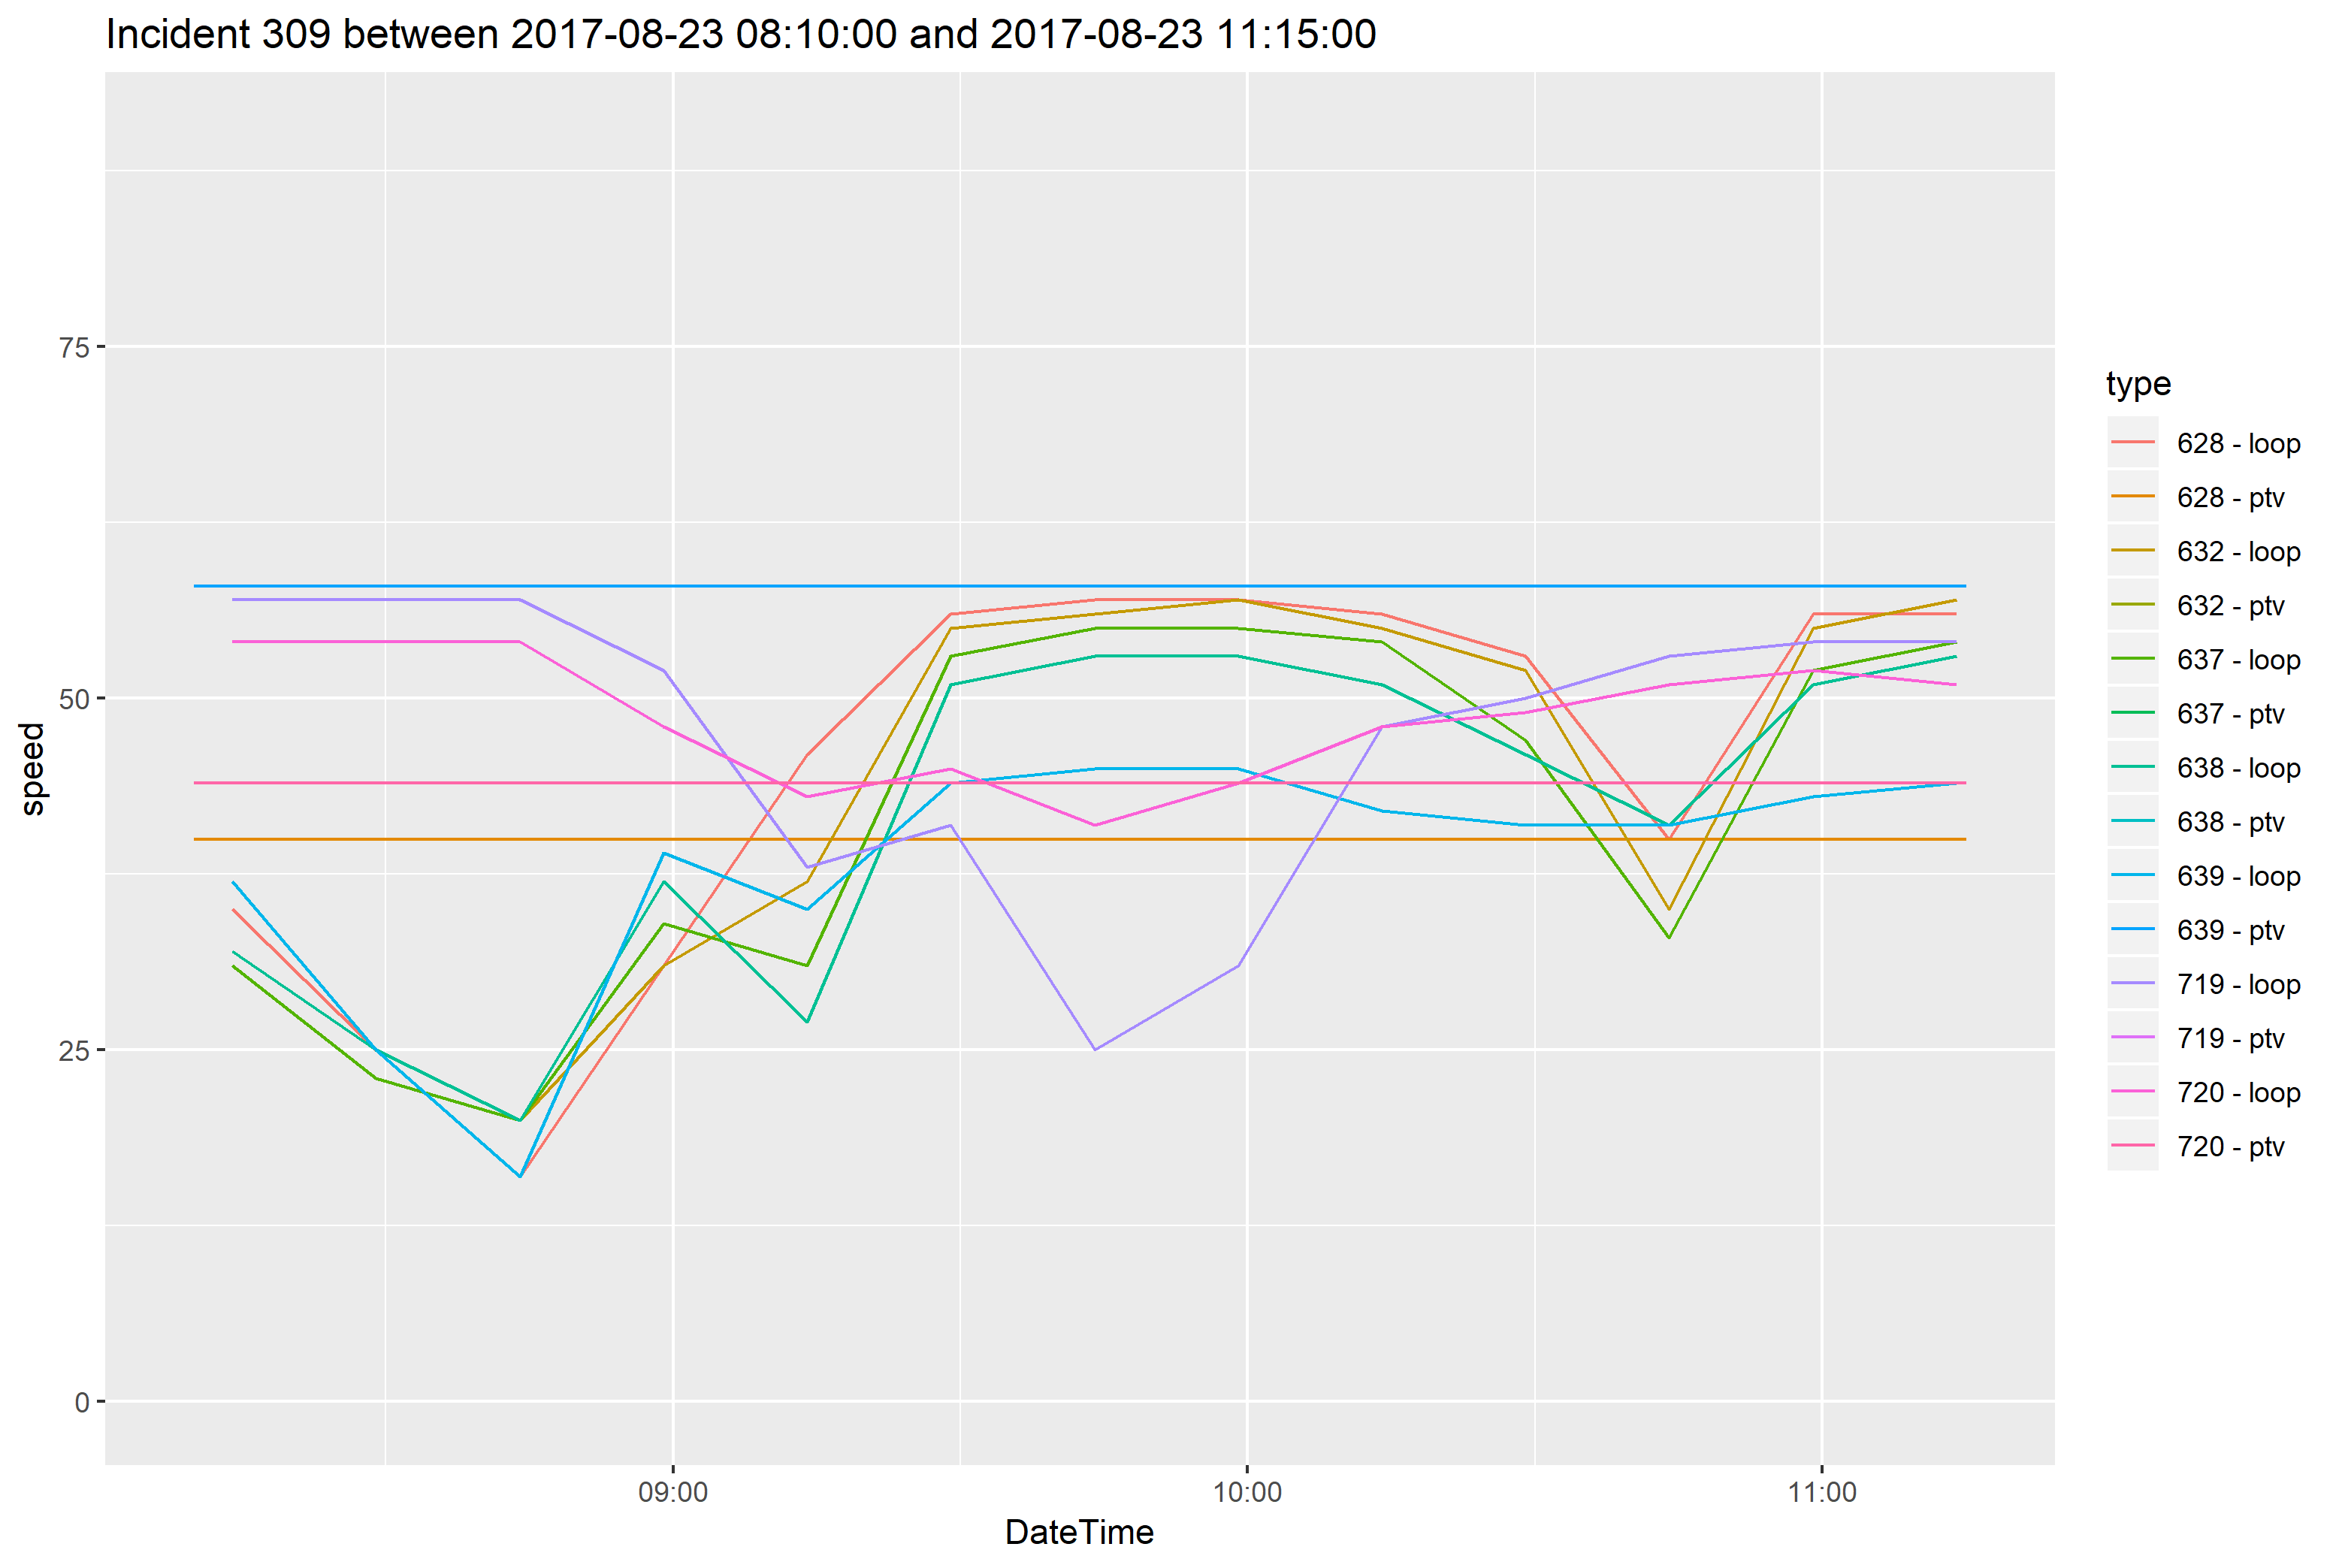 Incident 309 between 2017-08-23 08:10:00 and 2017-08-23 11:15:00
75
50
25
0
speed
09:00
10:00
11:00
DateTime
type
628 - loop
628 - ptv
632 - loop
632 - ptv
637 - loop
637 - ptv
638 - loop
638 - ptv
639 - loop
639 - ptv
719 - loop
719 - ptv
720 - loop
720 - ptv